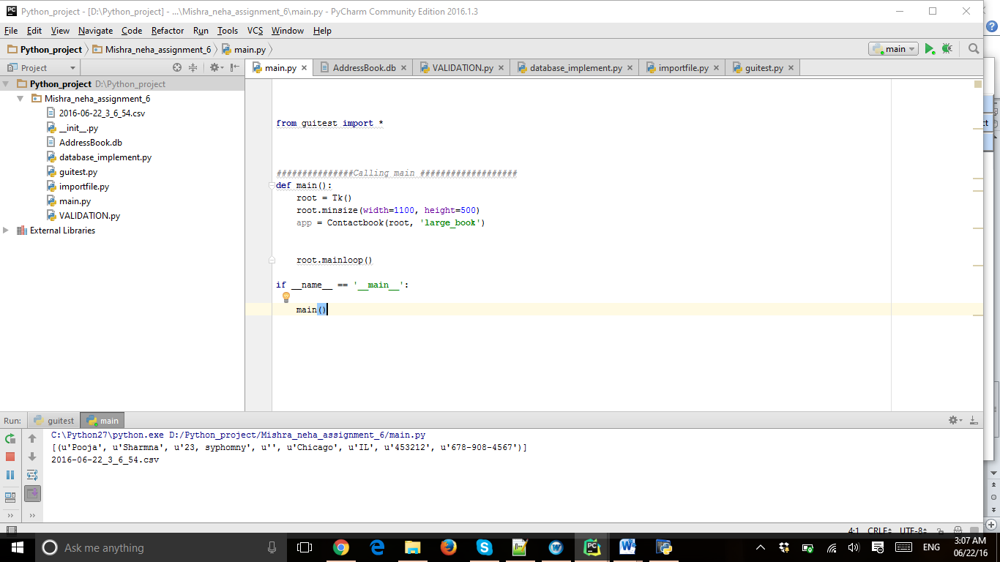 Python_project - [D:\Python_project] - ...\Mishra_neha_assignment_6\main.py - PyCharm Community Edition 2016.1.3
File Edit View Navigate Code Refactor Run Tools VCS Window Help
Python_project Mishra_neha_assignment_6 main.py main
Project
main.py AddressBook.db VALIDATION.py database_implement.py importfile.py guitest.py
Python_project D:\Python_project
Mishra_neha_assignment_6
2016-06-22_3_6_54.csv
__init__.py
AddressBook.db
database_implement.py
guitest.py
importfile.py
main.py
VALIDATION.py
External Libraries
from guitest import *
###############Calling main ###################
def main():
root = Tk()
root.minsize(width=1100, height=500)
app = Contactbook(root, 'large_book')
root.mainloop()
if __name__ == '__main__':
main()
Run: guitest main
C:\Python27\python.exe D:/Python_project/Mishra_neha_assignment_6/main.py
[(u'Pooja', u'Sharmna', u'23, syphomny', u'', u'Chicago', u'IL', u'453212', u'678-908-4567')]
2016-06-22_3_6_54.csv
4:1 CRLF UTF-8
Ask me anything
ENG
3:07 AM
06/22/16